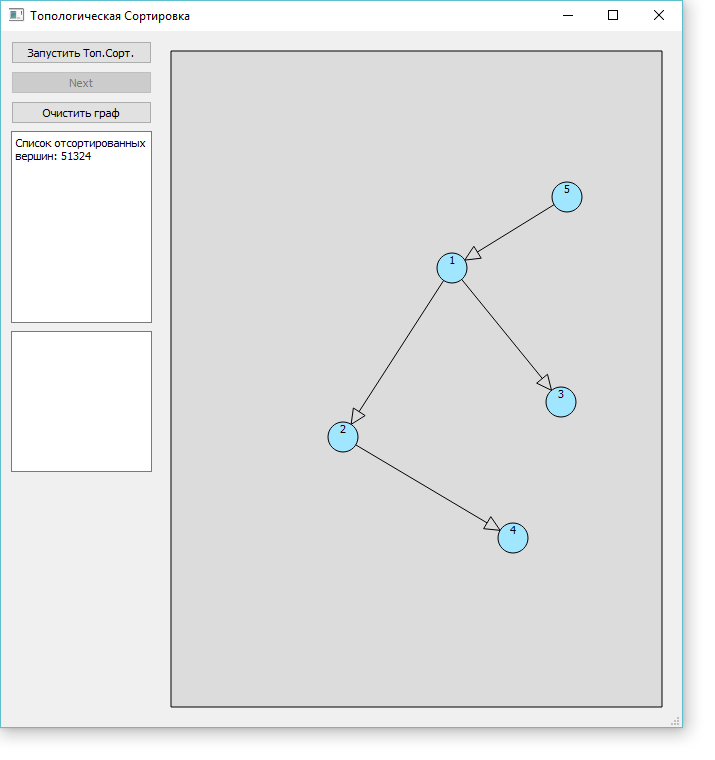 Топологическая Сортировка
Запустить Топ.Сорт.
Next
Очистить граф
Список отсортированных
вершин: 51324
5
1
3
2
4